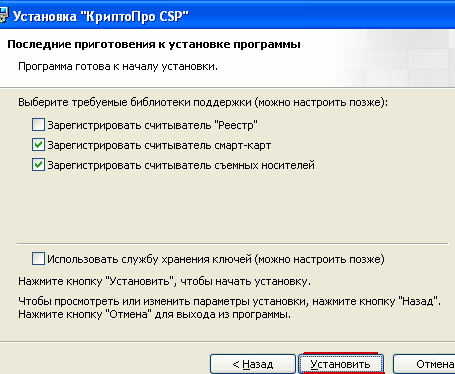 Установка "КриптоПро CSP"
Последние приготовения к установке программы
Программа готова к началу установки.
Выберите требуемые библиотеки поддержки (можно настроить позже):
Зарегистрировать считыватель "Реестр"
Зарегистрировать считыватель смарт-карт
Зарегистрировать считыватель съемных носителей
Использовать службу хранения ключей (можно настроить позже)
Нажмите кнопку "Установить", чтобы начать установку.
Чтобы просмотреть или изменить параметры установки, нажмите кнопку "Назад".
Нажмите кнопку "Отмена" для выхода из программы.
< Назад Установить Отмена